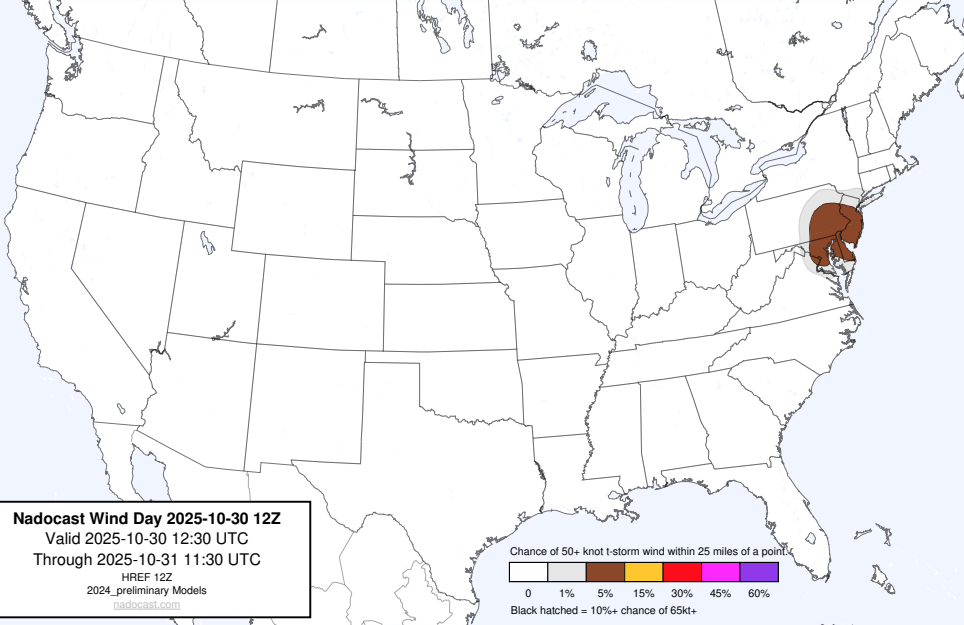 Nadocast Wind Day 2025-10-30 12Z
Valid 2025-10-30 12:30 UTC
Through 2025-10-31 11:30 UTC
HREF 12Z
2024_preliminary Models
nadocast.com
Chance of 50+ knot t-storm wind within 25 miles of a point.
0 1% 5% 15% 30% 45% 60%
Black hatched = 10%+ chance of 65kt+